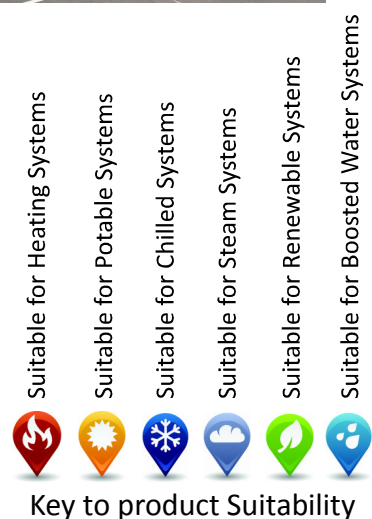 Suitable for Heating Systems
Suitable for Potable Systems
Suitable for Chilled Systems
Suitable for Steam Systems
Suitable for Renewable Systems
Suitable for Boosted Water Systems
Key to product Suitability